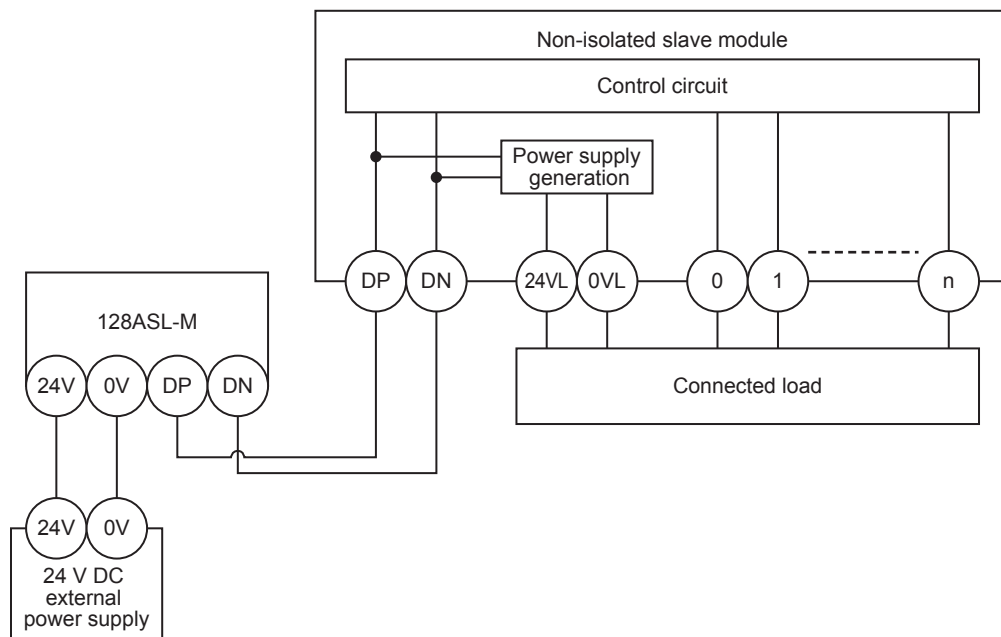 Non-isolated slave module
Control circuit
Power supply
generation
DP
DN
24VL
0VL
0
1
n
128ASL-M
24V
0V
DP
DN
Connected load
24V
0V
24 V DC
external
power supply